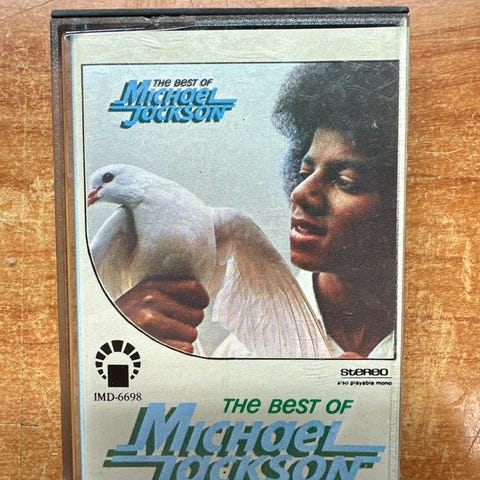 THE BEST OF
MICHAEL
JACKSON
STEREO
also playable mono
IMD-6698
THE BEST OF
MICHAEL
JACKSON